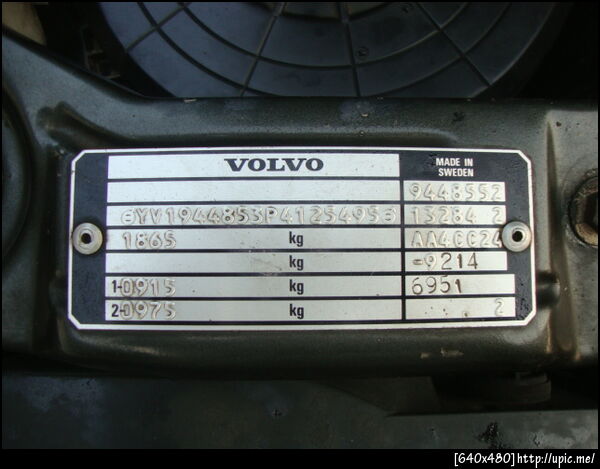 VOLVO MADE IN SWEDEN
9448552
GYV1944853P4125495G 13284 2
1865 kg AA4CC24
kg =9214
1-0915 kg 6951
2-0975 kg 2
[640x480]http://upic.me/